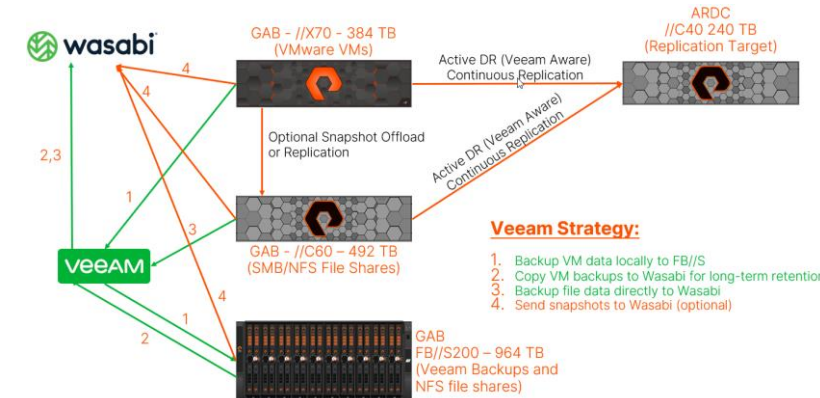 wasabi
GAB - //X70 - 384 TB
(VMware VMs)
ARDC
//C40 240 TB
(Replication Target)
Active DR (Veeam Aware)
Continuous Replication
4
4
4
2,3
1
Optional Snapshot Offload
or Replication
Active DR (Veeam Aware)
Continuous Replication
3
GAB - //C60 – 492 TB
(SMB/NFS File Shares)
veeAM
4
1
2
GAB
FB//S200 – 964 TB
(Veeam Backups and
NFS file shares)
Veeam Strategy:
1. Backup VM data locally to FB//S
2. Copy VM backups to Wasabi for long-term retention
3. Backup file data directly to Wasabi
4. Send snapshots to Wasabi (optional)